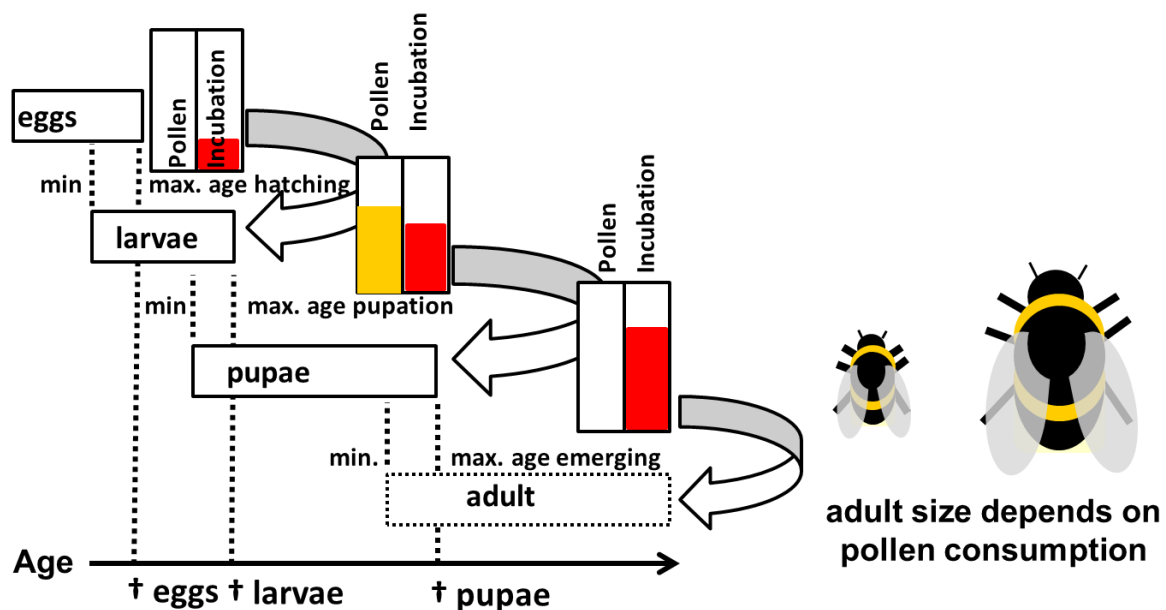 eggs
Pollen
Incubation
Pollen
Incubation
min
max. age hatching
larvae
Pollen
Incubation
min
max. age pupation
pupae
min.
max. age emerging
adult
adult size depends on
pollen consumption
Age
† eggs † larvae † pupae